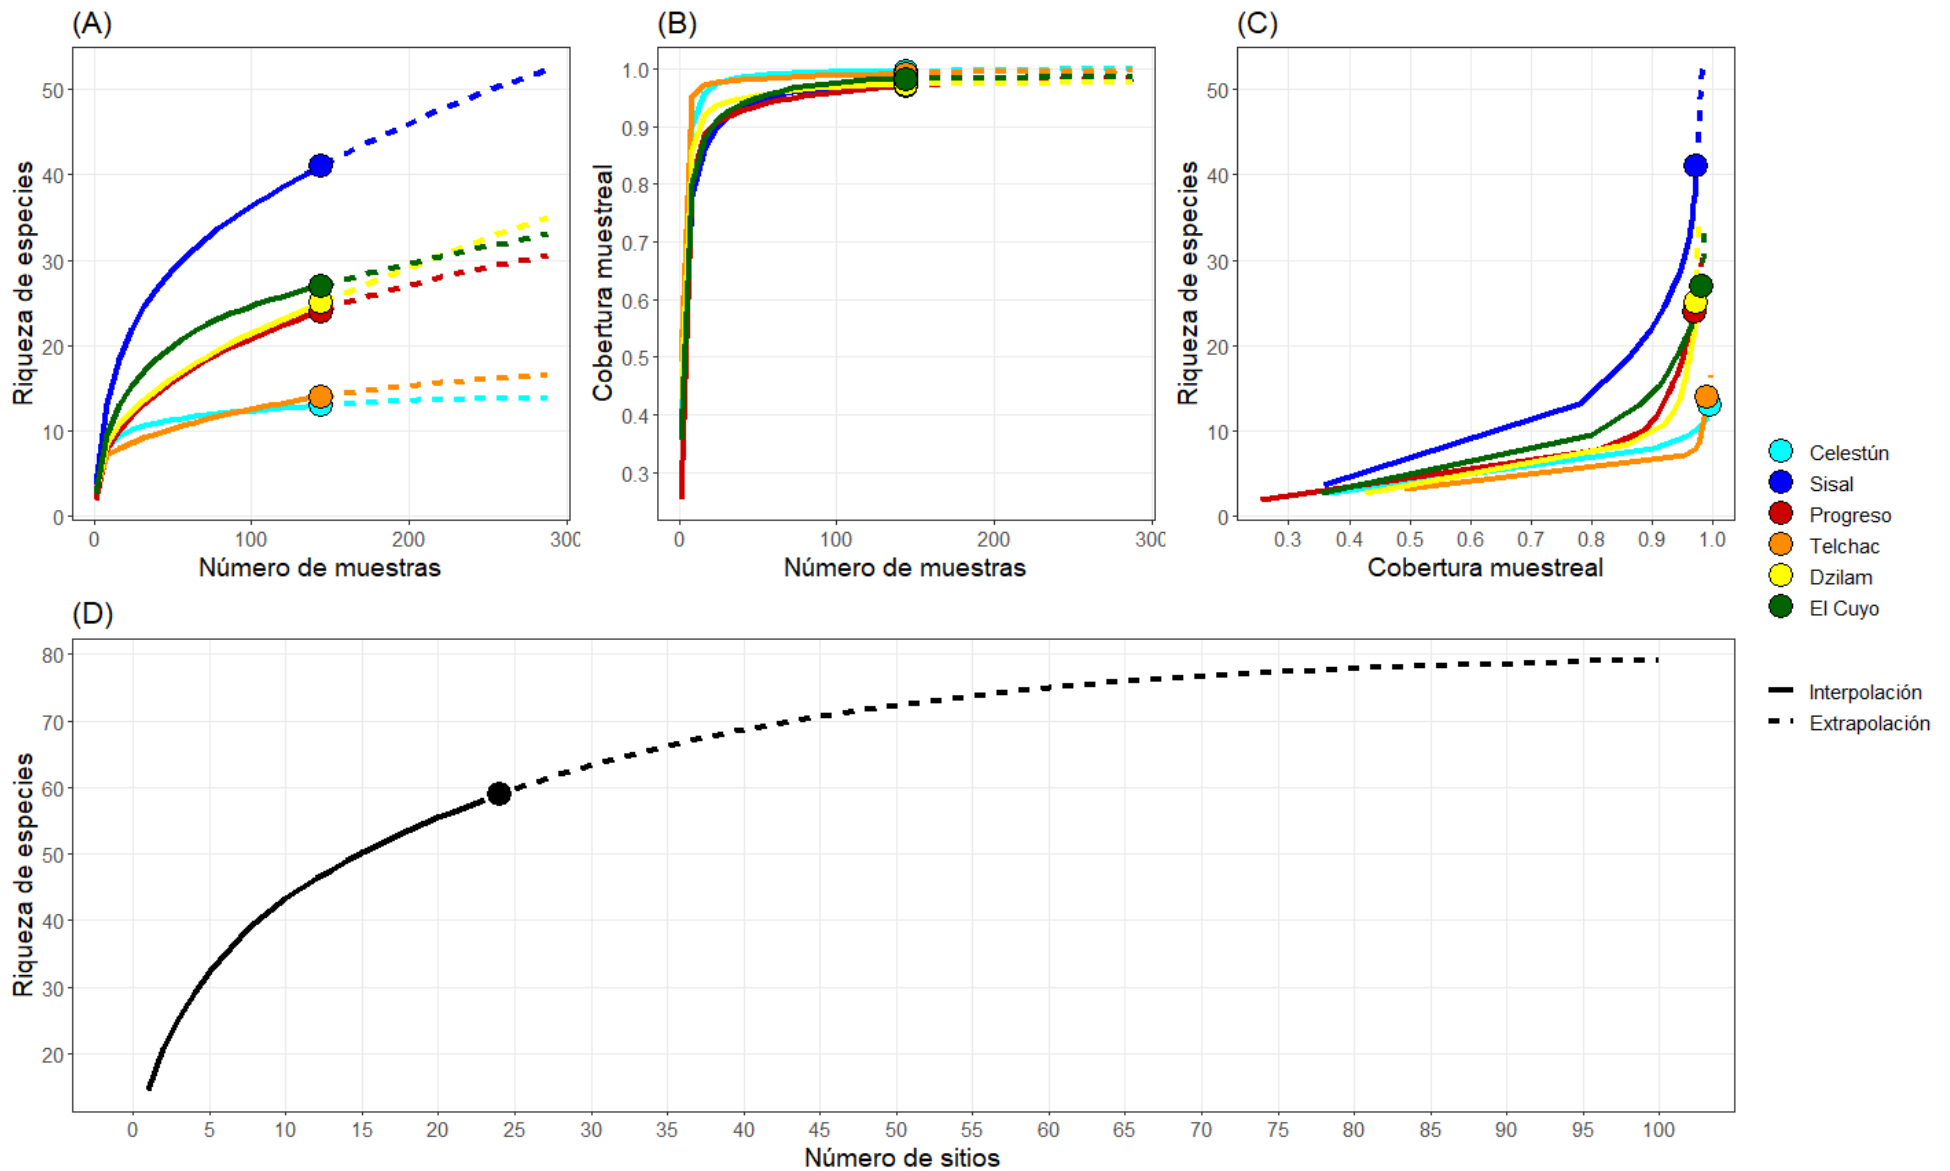 (A)
Riqueza de especies
50
40
30
20
10
0
0 100 200 300
Número de muestras
(B)
Cobertura muestreal
1.0
0.9
0.8
0.7
0.6
0.5
0.4
0.3
0 100 200 300
Número de muestras
(C)
Riqueza de especies
50
40
30
20
10
0
0.3 0.4 0.5 0.6 0.7 0.8 0.9 1.0
Cobertura muestreal
Celestún
Sisal
Progreso
Telchac
Dzilam
El Cuyo
Interpolación
Extrapolación
(D)
Riqueza de especies
80
70
60
50
40
30
20
0 5 10 15 20 25 30 35 40 45 50 55 60 65 70 75 80 85 90 95 100
Número de sitios